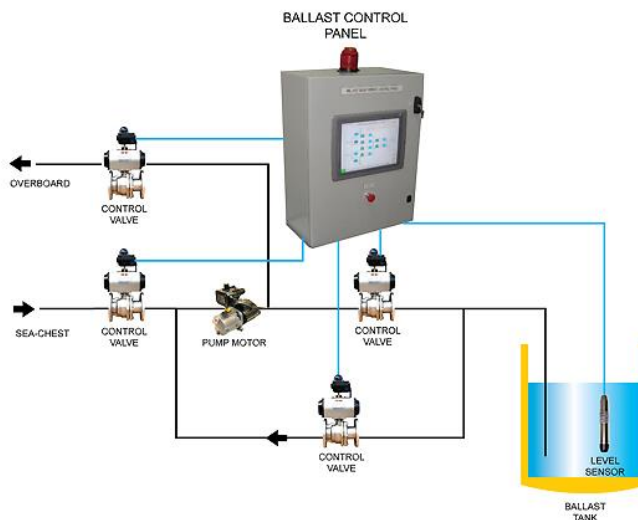 BALLAST CONTROL
PANEL
OVERBOARD
CONTROL
VALVE
SEA-CHEST
CONTROL
VALVE
PUMP MOTOR
CONTROL
VALVE
CONTROL
VALVE
LEVEL
SENSOR
BALLAST
TANK